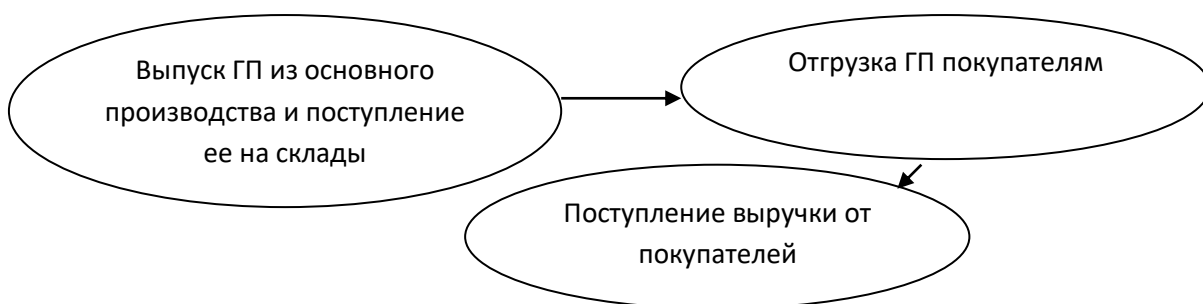 Выпуск ГП из основного
производства и поступление
ее на склады
Отгрузка ГП покупателям
Поступление выручки от
покупателей